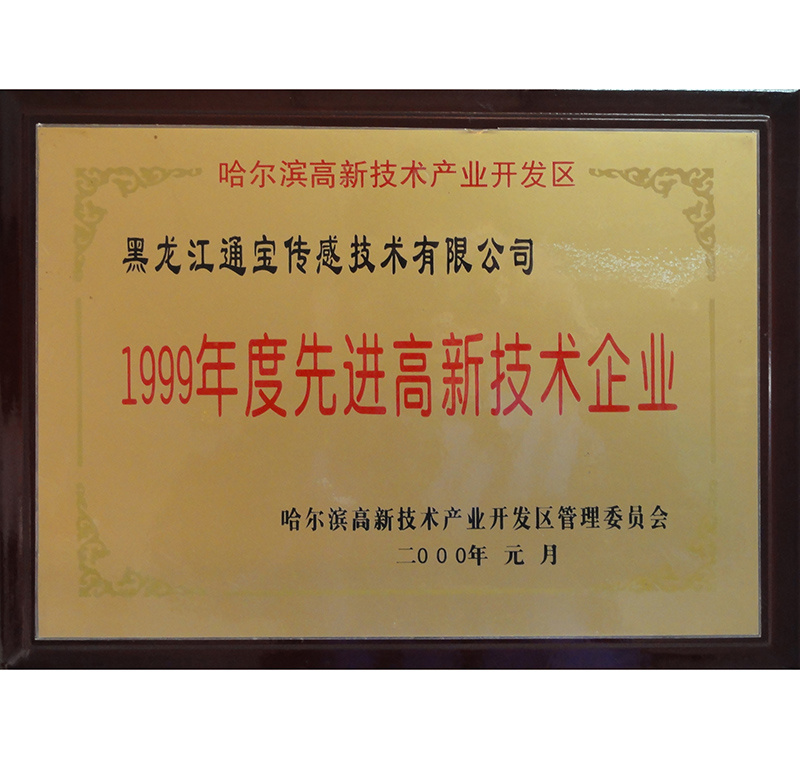 哈尔滨高新技术产业开发区
黑龙江通宝传感技术有限公司
1999年度先进高新技术企业
哈尔滨高新技术产业开发区管理委员会
二000年 元 月